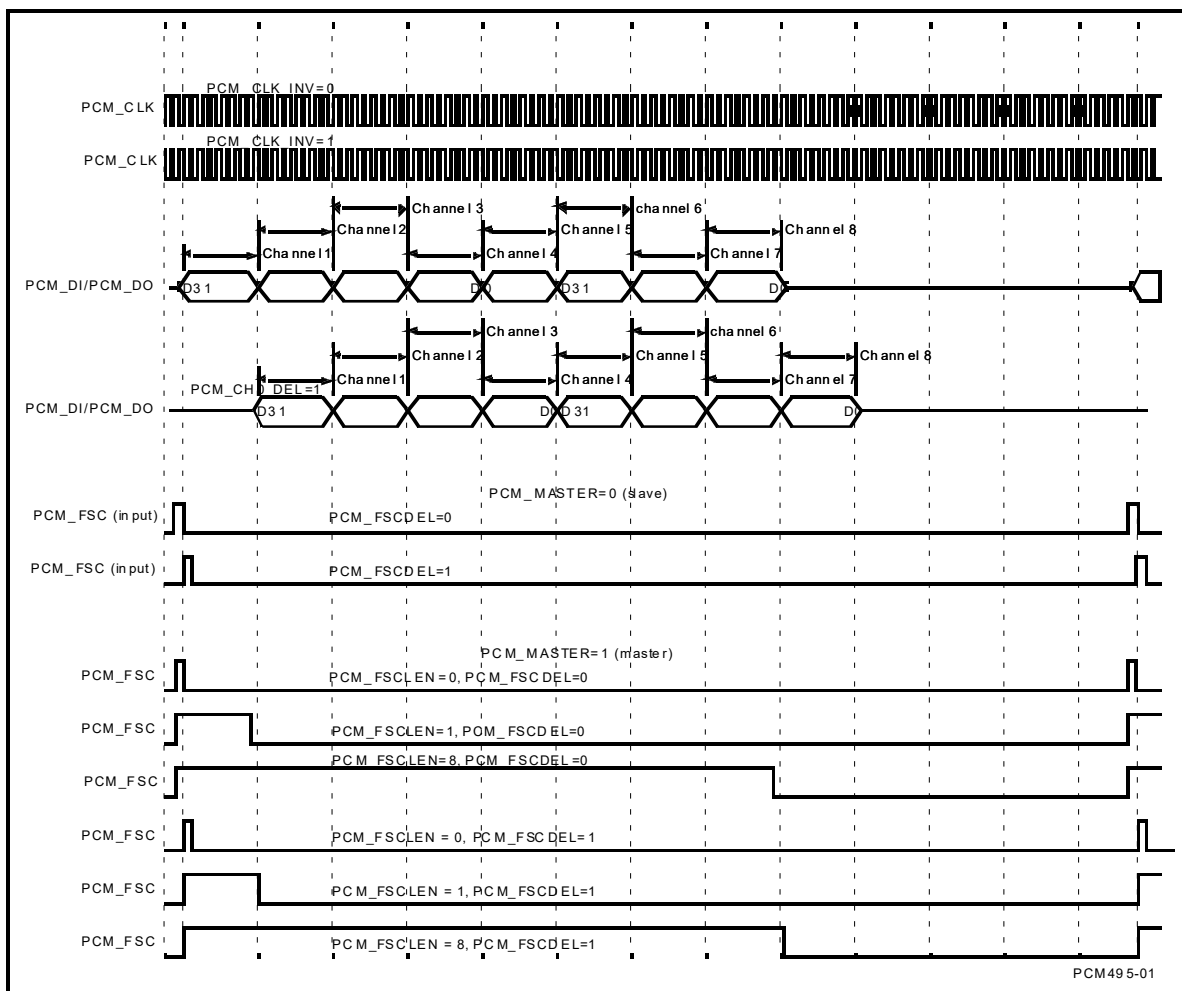 PCM_CLK_INV=0
PCM_CLK
PCM_CLK_INV=1
PCM_CLK
Channel 3 channel 6
Channel 2 Channel 5 Channel 8
Channel 1 Channel 4 Channel 7
PCM_DI/PCM_DO D31 D0 D31 D0
Channel 3 channel 6
Channel 2 Channel 5 Channel 8
Channel 1 Channel 4 Channel 7
PCM_CH0_DEL=1
PCM_DI/PCM_DO D31 D0 D31 D0
PCM_MASTER=0 (slave)
PCM_FSC (input) PCM_FSCDEL=0
PCM_FSC (input) PCM_FSCDEL=1
PCM_MASTER=1 (master)
PCM_FSC PCM_FSCLEN=0, PCM_FSCDEL=0
PCM_FSC PCM_FSCLEN=1, PCM_FSCDEL=0
PCM_FSCLEN=8, PCM_FSCDEL=0
PCM_FSC
PCM_FSC PCM_FSCLEN = 0, PCM_FSCDEL=1
PCM_FSC PCM_FSCLEN = 1, PCM_FSCDEL=1
PCM_FSC PCM_FSCLEN = 8, PCM_FSCDEL=1
PCM495-01